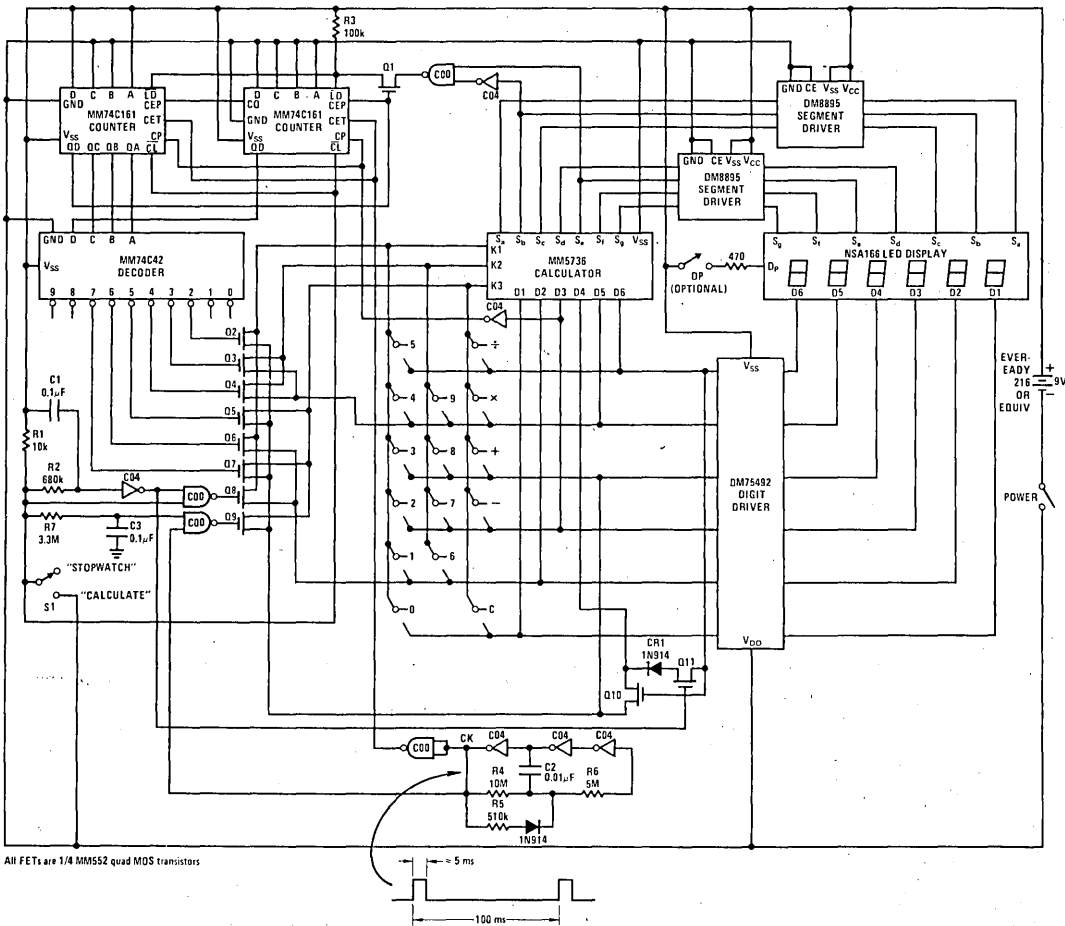 R3
100k
D C B A LD
GND CEP
MM74C161
COUNTER
CET
VSS CP
QD QC QB QA CL
D C B A LD
CO CEP
MM74C161
COUNTER
GND CET
VSS CP
QD CL
Q1
C00
C04
GND CE VSS VCC
DM8895
SEGMENT
DRIVER
GND CE VSS VCC
DM8895
SEGMENT
DRIVER
GND D C B A
MM74C42
DECODER
VSS
9 8 7 6 5 4 3 2 1 0
Sa Sb Sc Sd Se Sf Sg VSS
K1
K2
K3
MM5736
CALCULATOR
D1 D2 D3 D4 D5 D6
470
DP
(OPTIONAL)
Sg Sf Se Sd Sc Sb Sa
NSA166 LED DISPLAY
DP
D6 D5 D4 D3 D2 D1
C04
Q2
Q3
Q4
Q5
Q6
Q7
Q8
Q9
5 ÷
4 9 ×
3 8 +
2 7 −
1 6
0 C
C1
0.1µF
R1
10k
R2
680k
C04
C00
C00
R7
3.3M
C3
0.1µF
"STOPWATCH"
"CALCULATE"
S1
VSS
DM75492
DIGIT
DRIVER
VDD
EVER-
EADY
216
OR
EQUIV
+
9V
−
POWER
CR1
1N914
Q11
Q10
C00
CK
C04
C04
C04
C2
0.01µF
R4
10M
R6
5M
R5
510k
1N914
All FETs are 1/4 MM552 quad MOS transistors
≈ 5 ms
100 ms